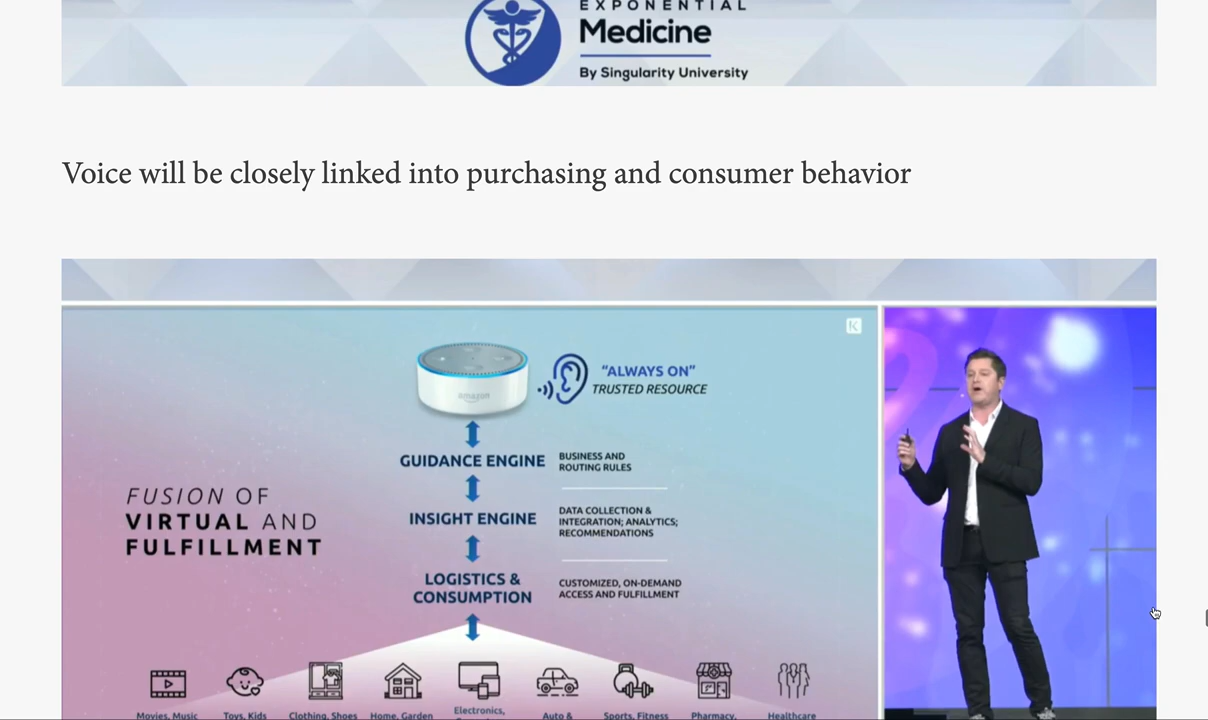 EXPONENTIAL
Medicine
By Singularity University
Voice will be closely linked into purchasing and consumer behavior
K
amazon
"ALWAYS ON"
TRUSTED RESOURCE
GUIDANCE ENGINE
BUSINESS AND
ROUTING RULES
FUSION OF
VIRTUAL AND
FULFILLMENT
INSIGHT ENGINE
DATA COLLECTION &
INTEGRATION; ANALYTICS;
RECOMMENDATIONS
LOGISTICS &
CONSUMPTION
CUSTOMIZED, ON-DEMAND
ACCESS AND FULFILLMENT
Movies, Music
Toys, Kids
Clothing, Shoes
Home, Garden
Electronics,
Auto &
Sports, Fitness
Pharmacy,
Healthcare